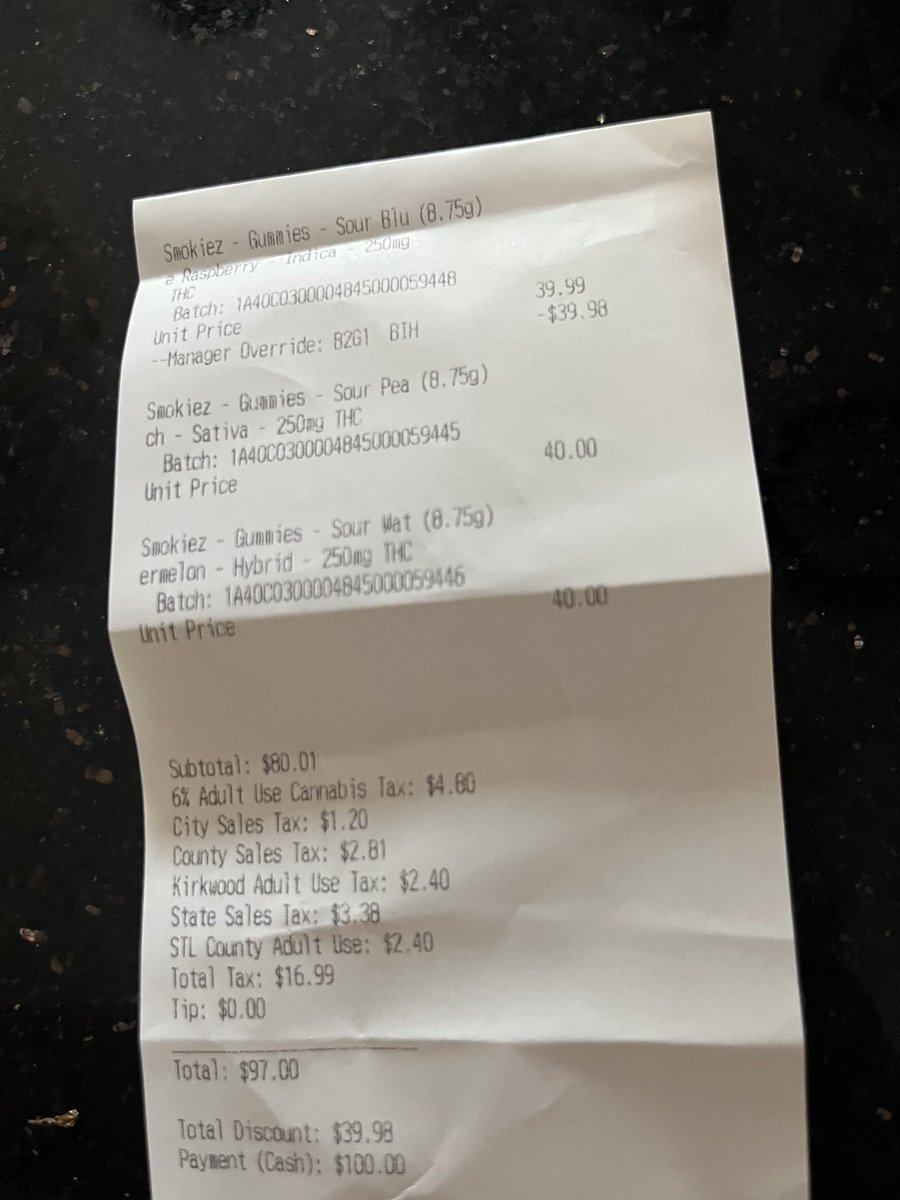 Smokiez - Gummies - Sour Blu (8.75g)
e Raspberry - Indica - 250mg
THC
Batch: 1A40C0300004845000059448
Unit Price 39.99
--Manager Override: B2G1 BIH -$39.98
Smokiez - Gummies - Sour Pea (8.75g)
ch - Sativa - 250mg THC
Batch: 1A40C0300004845000059445
Unit Price 40.00
Smokiez - Gummies - Sour Wat (8.75g)
ermelon - Hybrid - 250mg THC
Batch: 1A40C0300004845000059446
Unit Price 40.00
Subtotal: $80.01
6% Adult Use Cannabis Tax: $4.80
City Sales Tax: $1.20
County Sales Tax: $2.81
Kirkwood Adult Use Tax: $2.40
State Sales Tax: $3.38
STL County Adult Use: $2.40
Total Tax: $16.99
Tip: $0.00
Total: $97.00
Total Discount: $39.98
Payment (Cash): $100.00